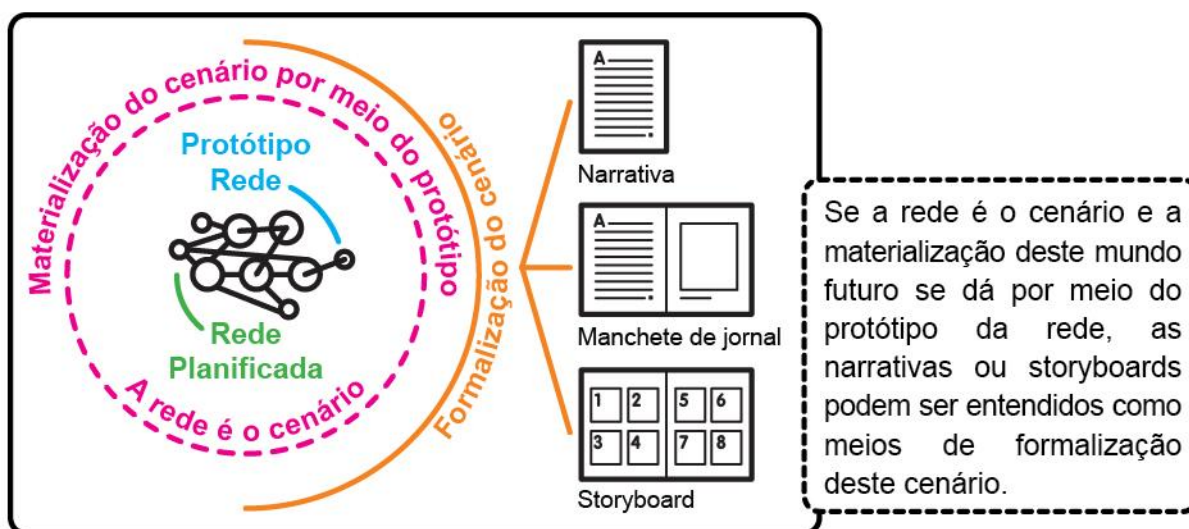 Materialização do cenário por meio do protótipo
Protótipo
Rede
Rede
Planificada
A rede é o cenário
Formalização do cenário
A
Narrativa
A
Manchete de jornal
1 2 5 6
3 4 7 8
Storyboard
Se a rede é o cenário e a
materialização deste mundo
futuro se dá por meio do
protótipo da rede, as
narrativas ou storyboards
podem ser entendidos como
meios de formalização
deste cenário.